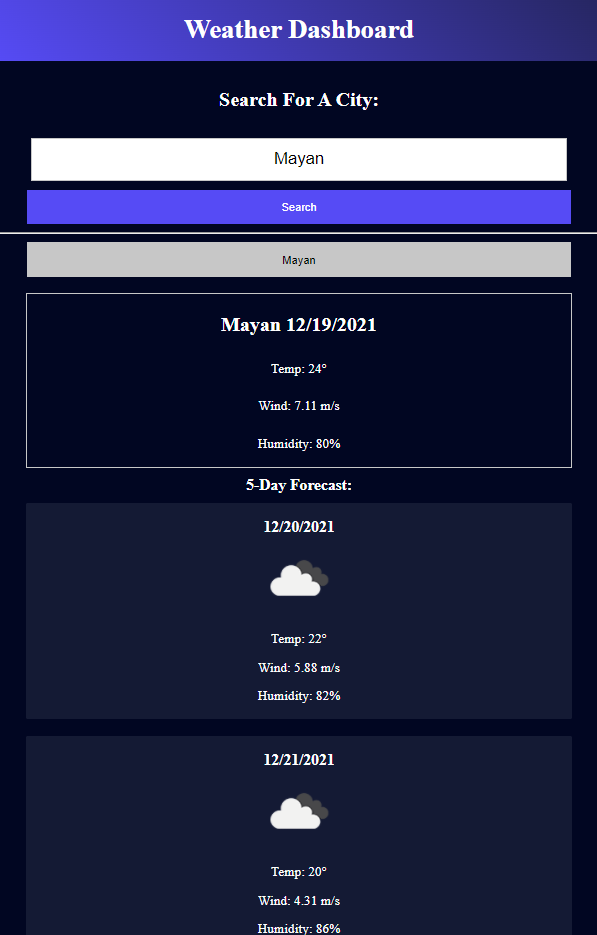 Weather Dashboard
Search For A City:
Mayan
Search
Mayan
Mayan 12/19/2021
Temp: 24°
Wind: 7.11 m/s
Humidity: 80%
5-Day Forecast:
12/20/2021
Temp: 22°
Wind: 5.88 m/s
Humidity: 82%
12/21/2021
Temp: 20°
Wind: 4.31 m/s
Humidity: 86%